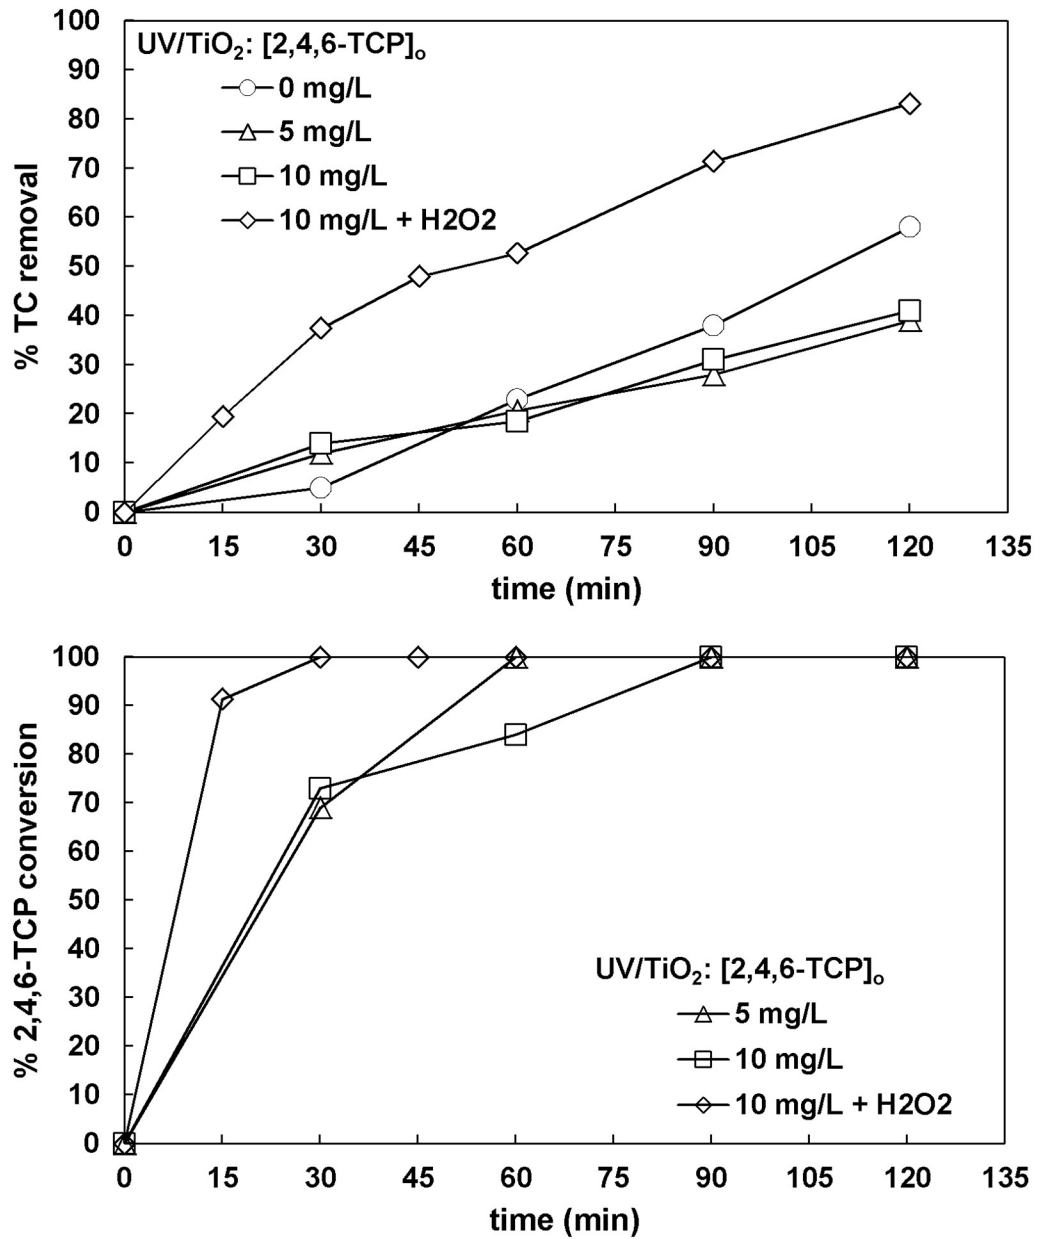 100
90
80
70
60
50
40
30
20
10
0
% TC removal
UV/TiO₂: [2,4,6-TCP]ₒ
0 mg/L
5 mg/L
10 mg/L
10 mg/L + H2O2
0 15 30 45 60 75 90 105 120 135
time (min)
100
90
80
70
60
50
40
30
20
10
0
% 2,4,6-TCP conversion
UV/TiO₂: [2,4,6-TCP]ₒ
5 mg/L
10 mg/L
10 mg/L + H2O2
0 15 30 45 60 75 90 105 120 135
time (min)